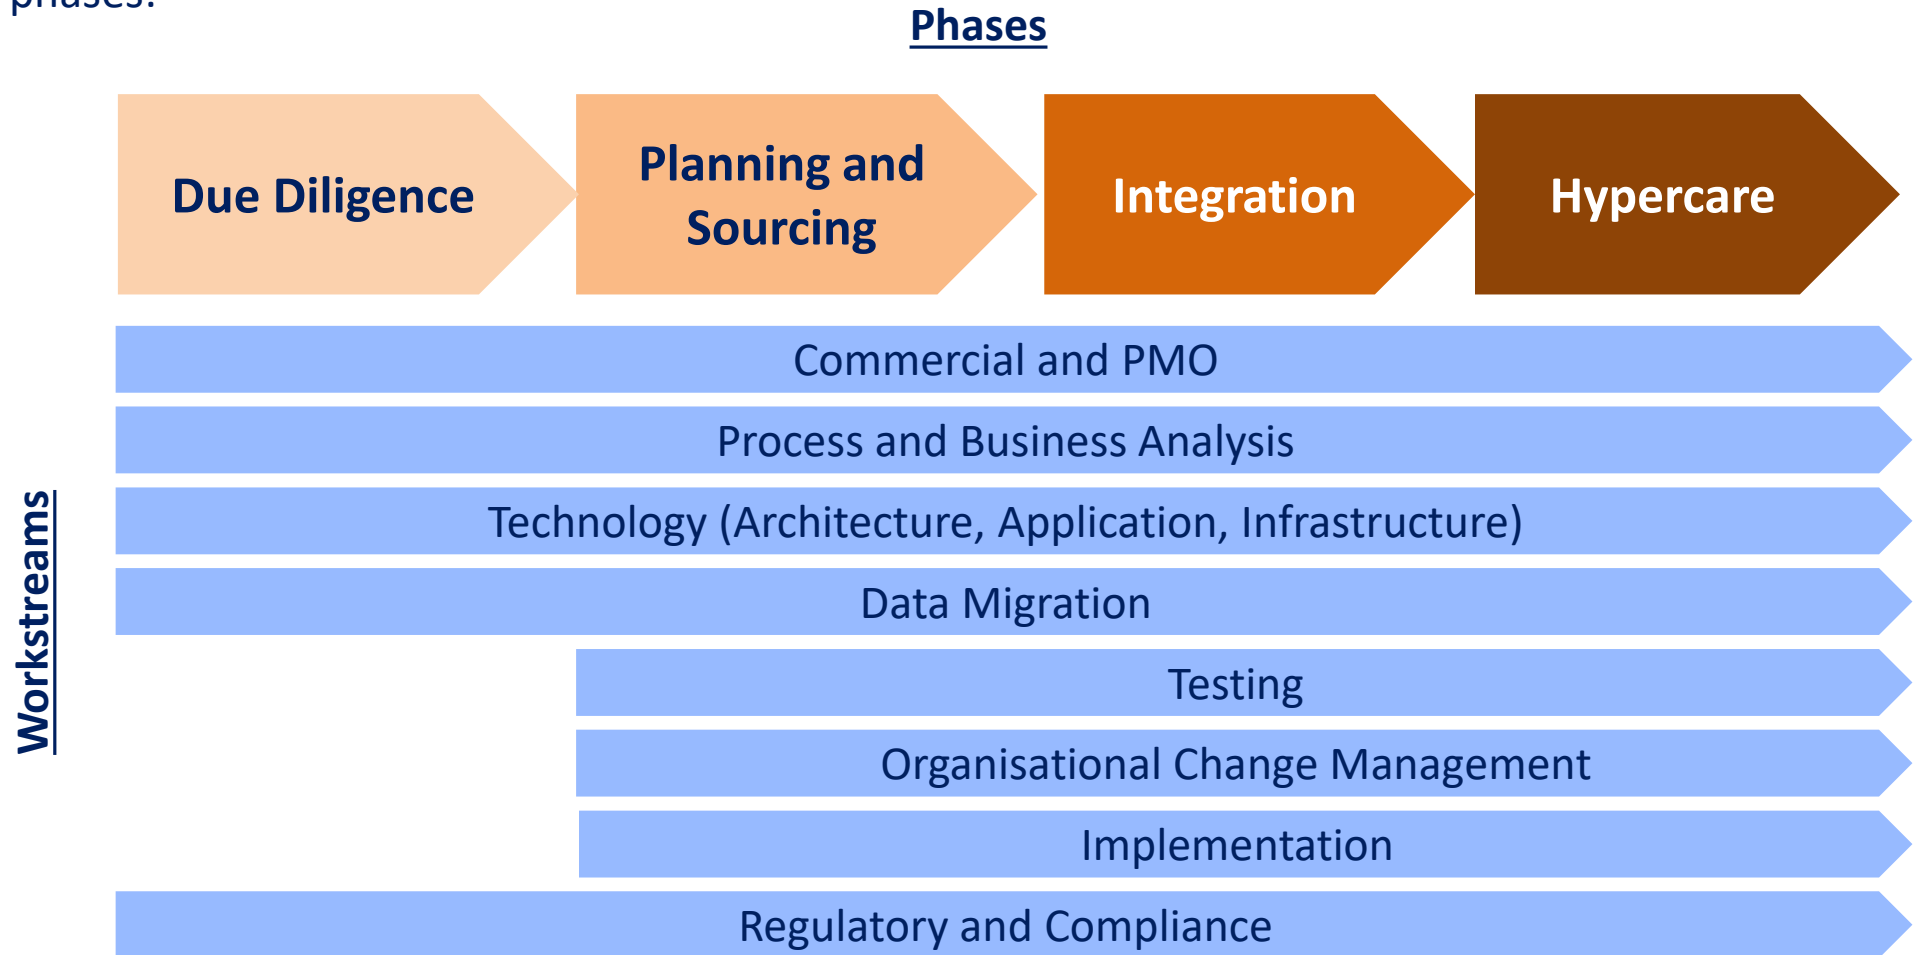 phases:
Phases
Due Diligence
Planning and
Sourcing
Integration
Hypercare
Workstreams
Commercial and PMO
Process and Business Analysis
Technology (Architecture, Application, Infrastructure)
Data Migration
Testing
Organisational Change Management
Implementation
Regulatory and Compliance